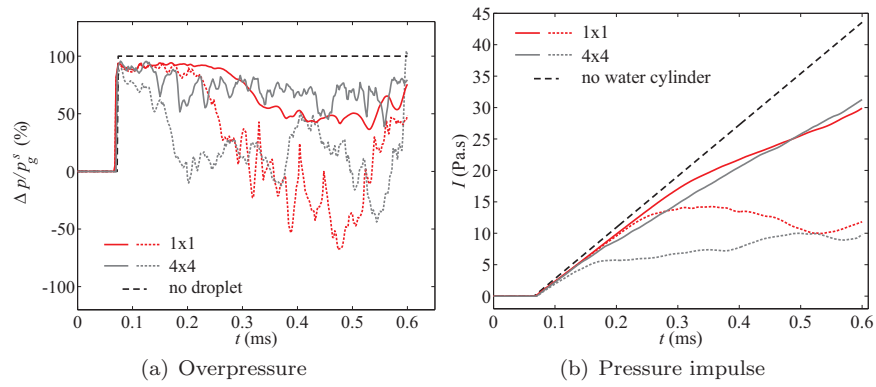 Δp/p_g^s (%)
100
50
0
-50
-100
1x1
4x4
no droplet
0 0.1 0.2 0.3 0.4 0.5 0.6
t (ms)
(a) Overpressure
I (Pa.s)
45
40
35
30
25
20
15
10
5
0
1x1
4x4
no water cylinder
0 0.1 0.2 0.3 0.4 0.5 0.6
t (ms)
(b) Pressure impulse